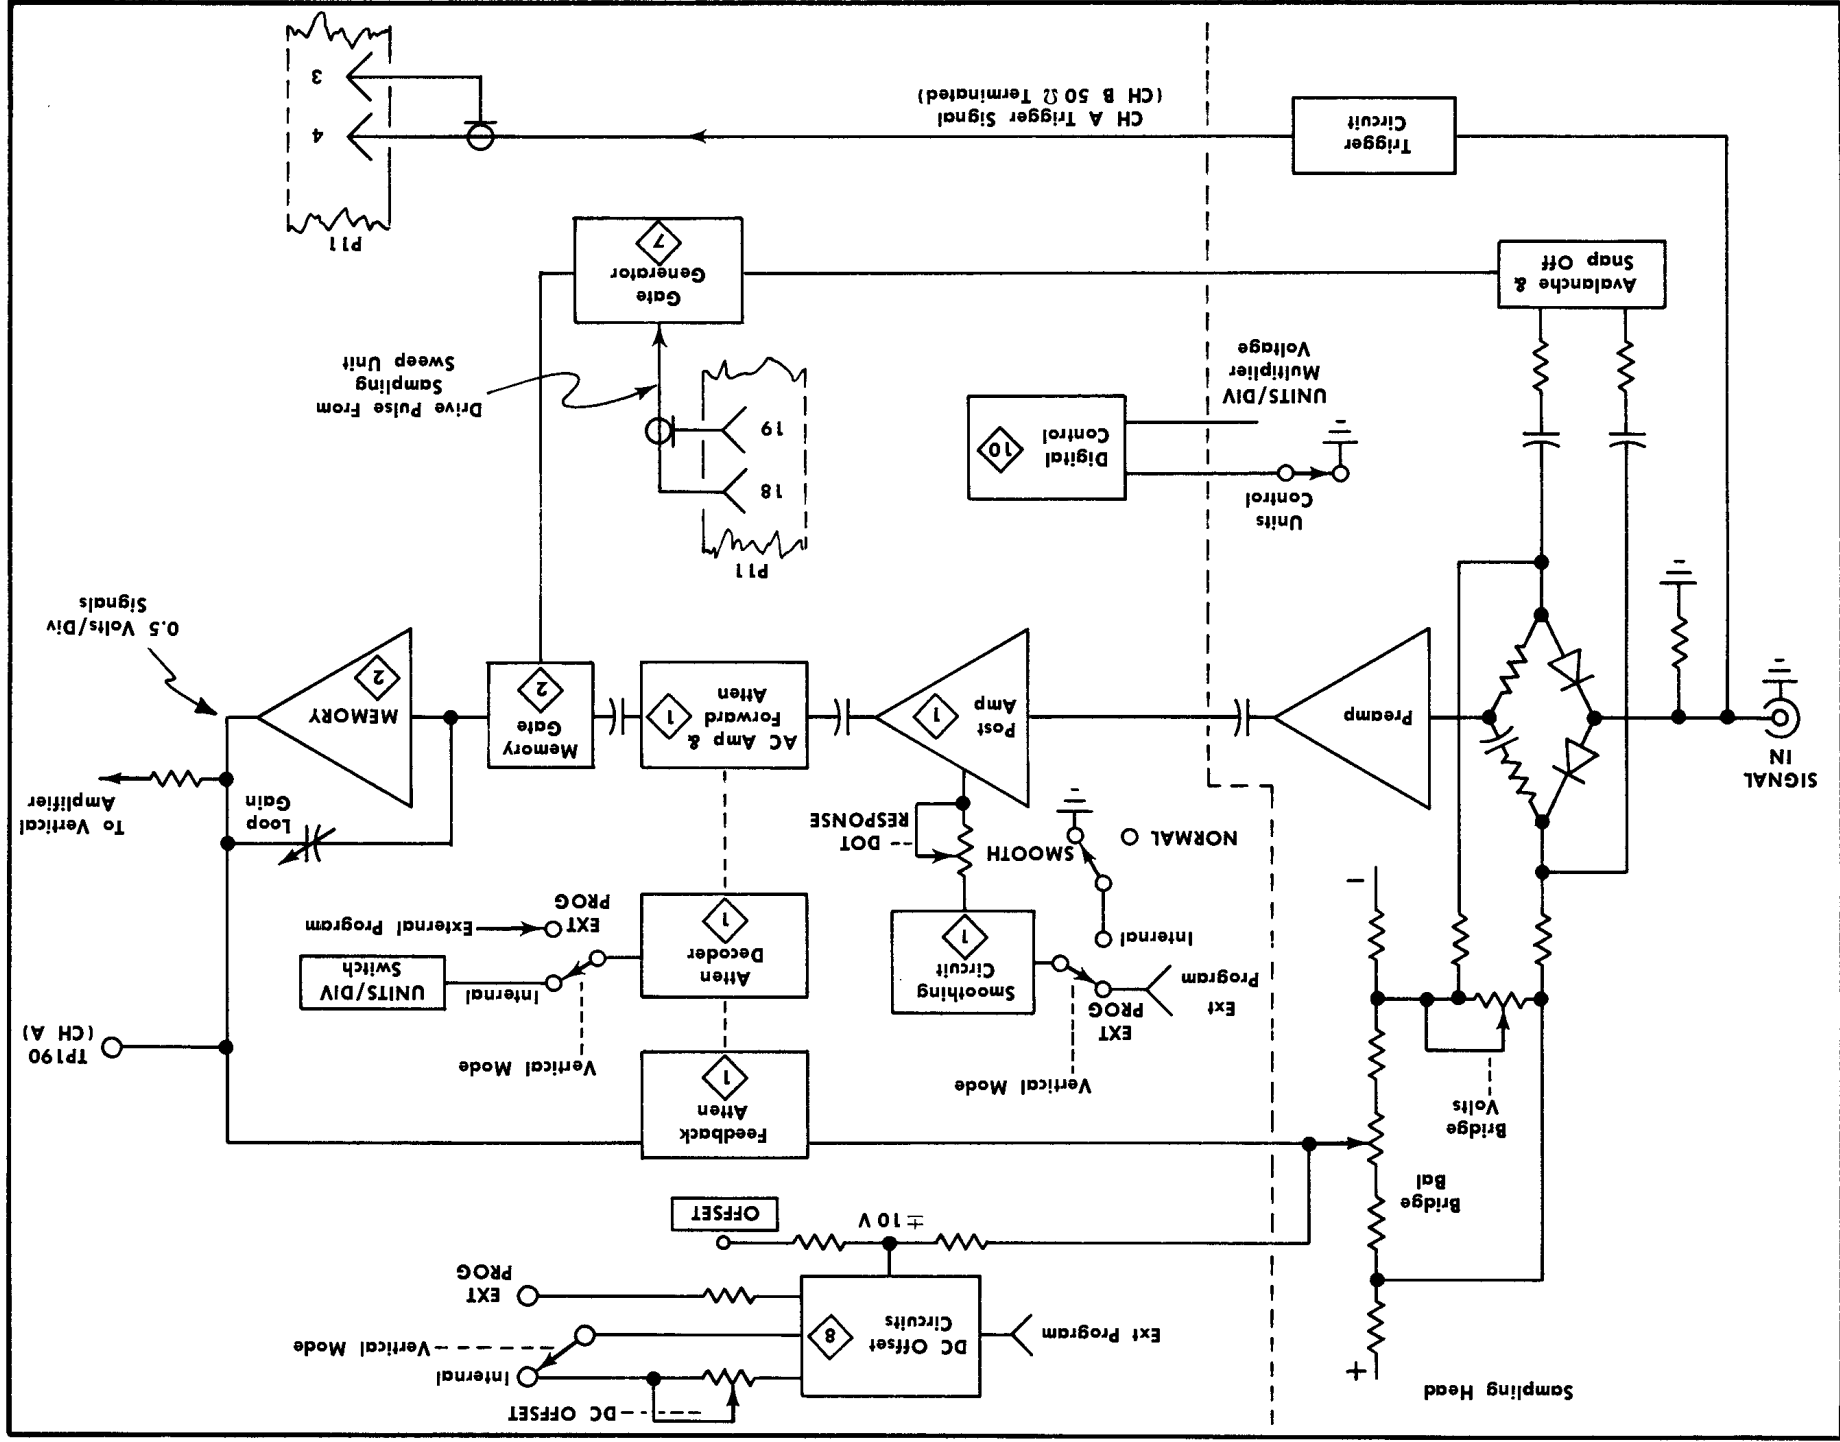 Sampling Head
+
Bridge
Bal
Bridge
Volts
−
SIGNAL
IN
Preamp
Avalanche &
Snap Off
Trigger
Circuit
DC OFFSET
Internal
Vertical Mode
EXT
PROG
DC Offset
Circuits
8
Ext Program
± 10 V
OFFSET
Feedback
Atten
1
Vertical Mode
EXT
PROG
Ext
Program
Internal
Smoothing
Circuit
1
NORMAL
SMOOTH
DOT
RESPONSE
Post
Amp
1
Vertical Mode
Atten
Decoder
1
Internal
UNITS/DIV
Switch
EXT
PROG
External Program
AC Amp &
Forward
Atten
1
Memory
Gate
2
MEMORY
2
Loop
Gain
TP190
(CH A)
To Vertical
Amplifier
0.5 Volts/Div
Signals
Units
Control
Digital
Control
10
UNITS/DIV
Multiplier
Voltage
P11
18
19
Drive Pulse From
Sampling
Sweep Unit
Gate
Generator
7
CH A Trigger Signal
(CH B 50 Ω Terminated)
P11
4
3